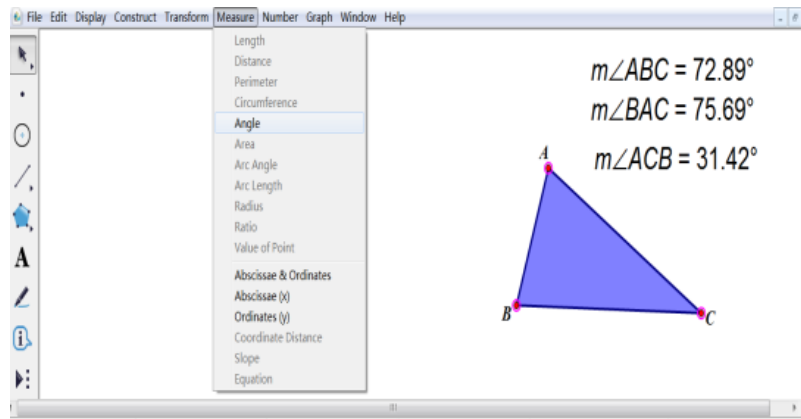 File Edit Display Construct Transform Measure Number Graph Window Help
Length
Distance
Perimeter
Circumference
Angle
Area
Arc Angle
Arc Length
Radius
Ratio
Value of Point
Abscissae & Ordinates
Abscissae (x)
Ordinates (y)
Coordinate Distance
Slope
Equation
A
m∠ABC = 72.89°
m∠BAC = 75.69°
m∠ACB = 31.42°
A
B
C